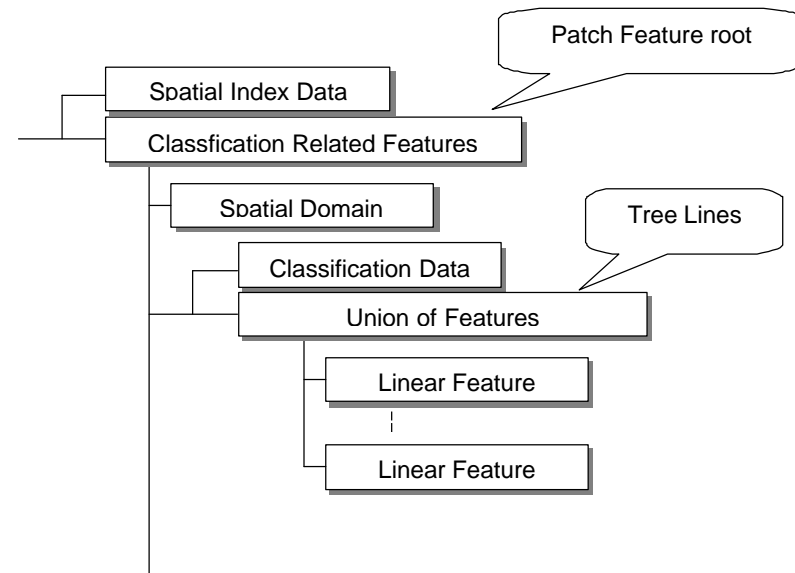 Patch Feature root
Spatial Index Data
Classfication Related Features
Spatial Domain
Tree Lines
Classification Data
Union of Features
Linear Feature
Linear Feature